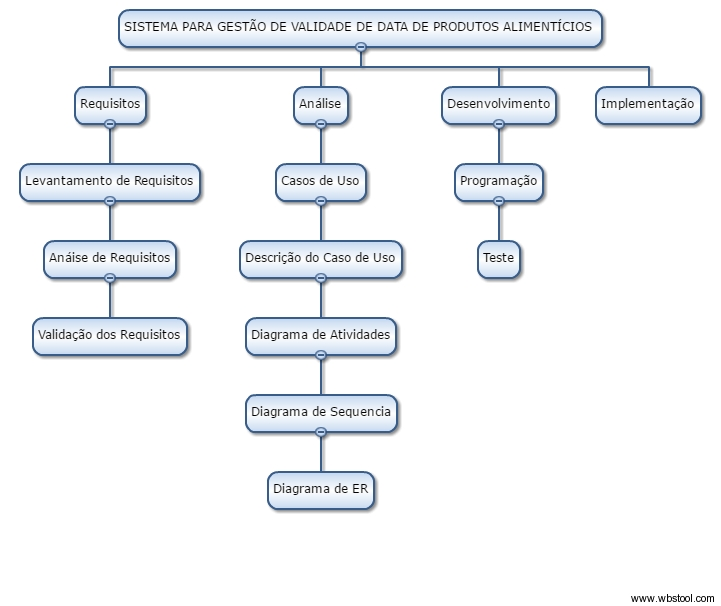 SISTEMA PARA GESTÃO DE VALIDADE DE DATA DE PRODUTOS ALIMENTÍCIOS
Requisitos
Análise
Desenvolvimento
Implementação
Levantamento de Requisitos
Casos de Uso
Programação
Anáise de Requisitos
Descrição do Caso de Uso
Teste
Validação dos Requisitos
Diagrama de Atividades
Diagrama de Sequencia
Diagrama de ER
www.wbstool.com